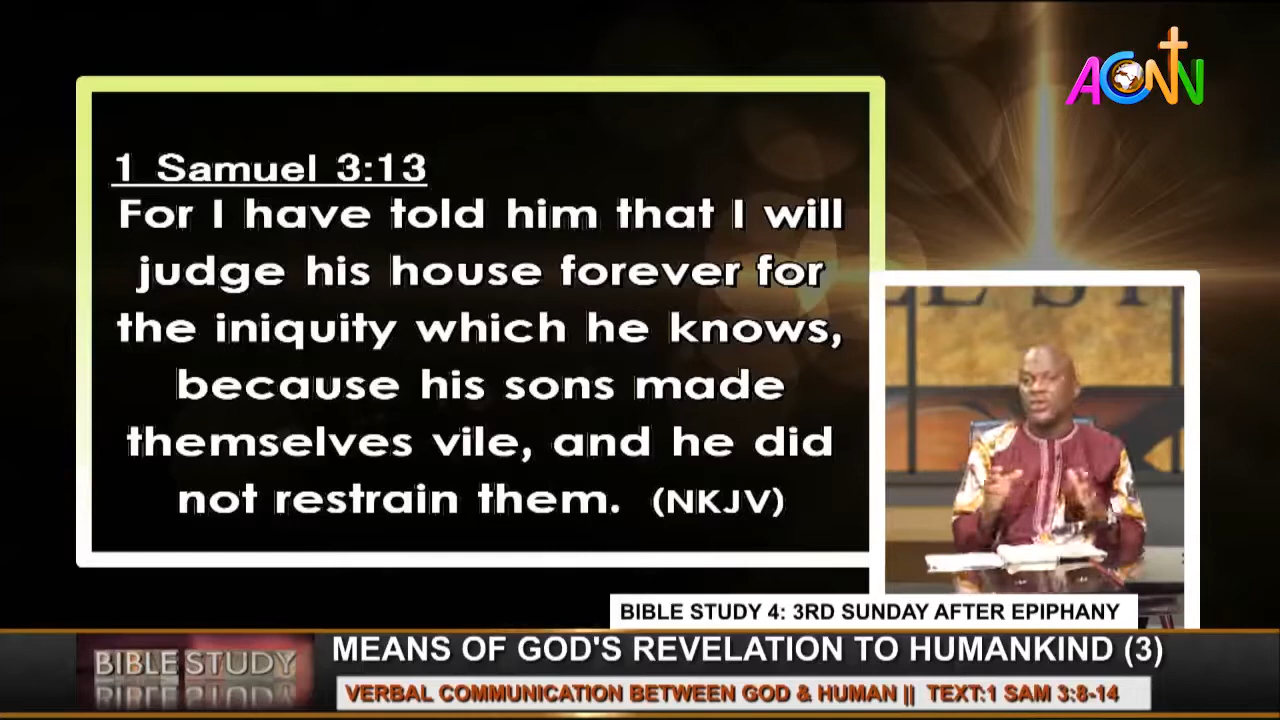 ACNN
1 Samuel 3:13
For I have told him that I will
judge his house forever for
the iniquity which he knows,
because his sons made
themselves vile, and he did
not restrain them. (NKJV)
LE ST
BIBLE STUDY 4: 3RD SUNDAY AFTER EPIPHANY
BIBLE STUDY
MEANS OF GOD'S REVELATION TO HUMANKIND (3)
VERBAL COMMUNICATION BETWEEN GOD & HUMAN || TEXT:1 SAM 3:8-14